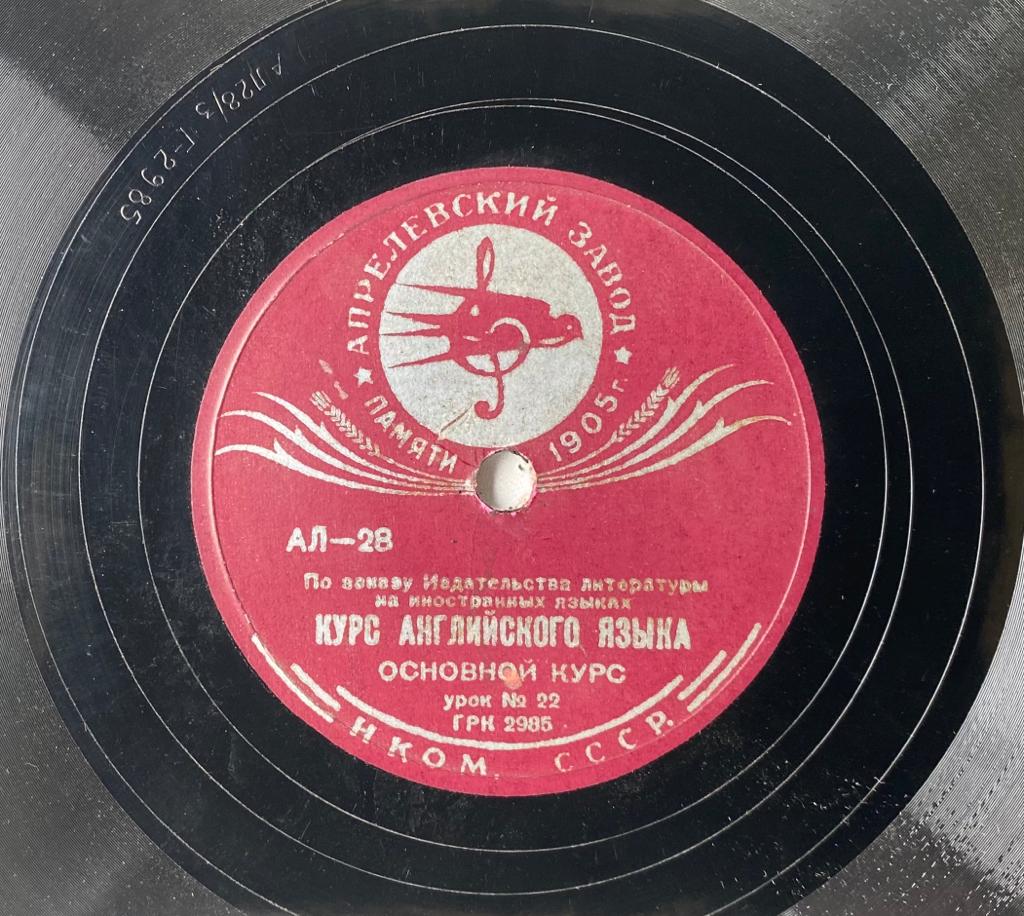 АЛ28/3 Г-2985
АПРЕЛЕВСКИЙ ЗАВОД
ПАМЯТИ 1905 г.
АЛ—28
По заказу Издательства литературы
на иностранных языках
КУРС АНГЛИЙСКОГО ЯЗЫКА
ОСНОВНОЙ КУРС
урок № 22
ГРК 2985
НКОМ. СССР.